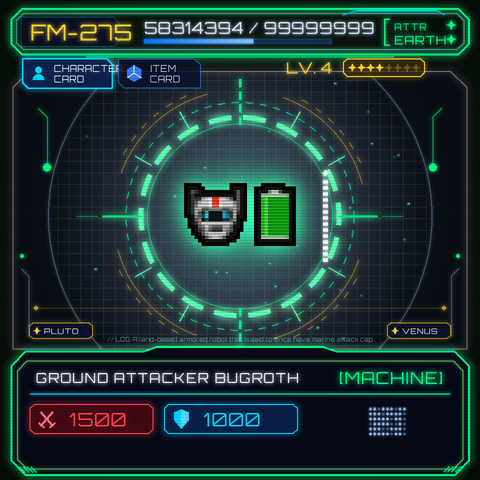 FM-275
58314394 / 99999999
ATTR
EARTH
CHARACTER
CARD
ITEM
CARD
LV.4
PLUTO
VENUS
// LOG: A land-based armored robot that is said to once have marine attack cap
GROUND ATTACKER BUGROTH
[MACHINE]
1500
1000